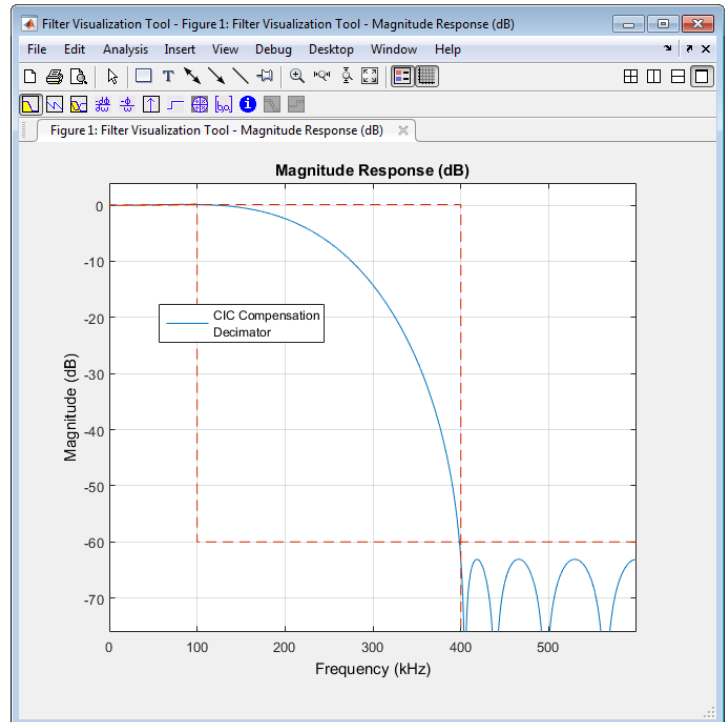 Filter Visualization Tool - Figure 1: Filter Visualization Tool - Magnitude Response (dB)
File Edit Analysis Insert View Debug Desktop Window Help
Figure 1: Filter Visualization Tool - Magnitude Response (dB)
Magnitude Response (dB)
0
-10
-20
-30
-40
-50
-60
-70
Magnitude (dB)
CIC Compensation
Decimator
0 100 200 300 400 500
Frequency (kHz)